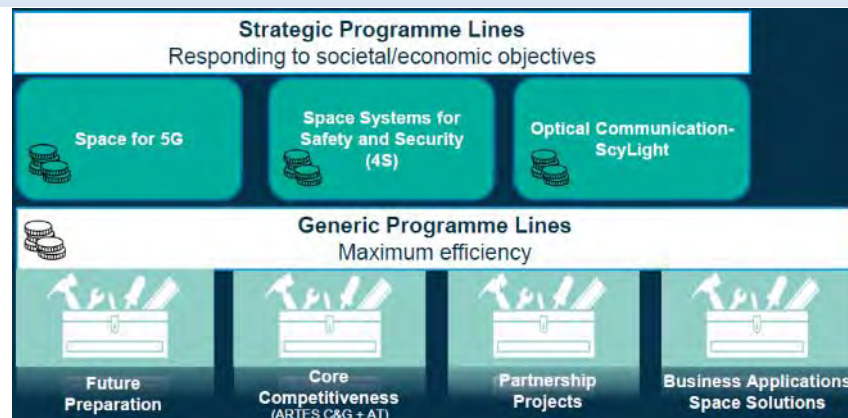 Strategic Programme Lines
Responding to societal/economic objectives
Space for 5G
Space Systems for
Safety and Security
(4S)
Optical Communication-
ScyLight
Generic Programme Lines
Maximum efficiency
Future
Preparation
Core
Competitiveness
(ARTES C&G + AT)
Partnership
Projects
Business Applications
Space Solutions